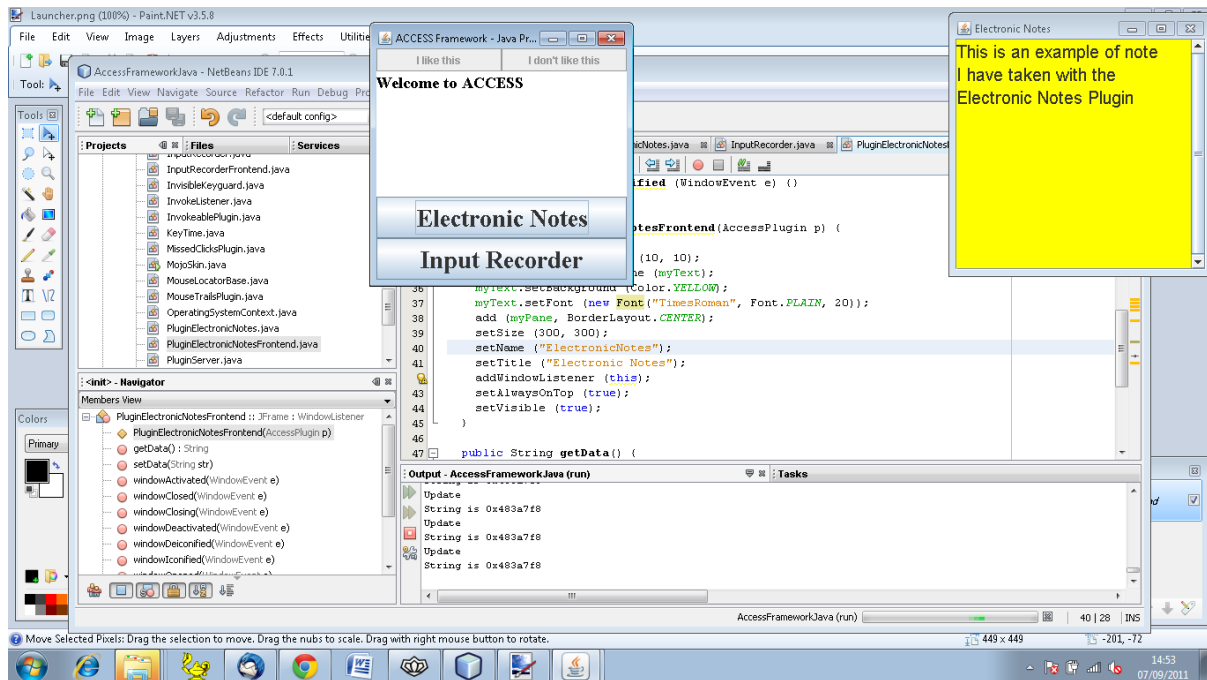 Launcher.png (100%) - Paint.NET v3.5.8
File Edit View Image Layers Adjustments Effects
Tool:
Tools
Colors
Primary
AccessFrameworkJava - NetBeans IDE 7.0.1
File Edit View Navigate Source Refactor Run Debug
<default config>
Projects Files Services
InputRecorderFrontend.java
InvisibleKeyguard.java
InvokeListener.java
InvokeablePlugin.java
KeyTime.java
MissedClicksPlugin.java
MojoSkin.java
MouseLocatorBase.java
MouseTrailsPlugin.java
OperatingSystemContext.java
PluginElectronicNotes.java
PluginElectronicNotesFrontend.java
PluginServer.java
<init> - Navigator
Members View
PluginElectronicNotesFrontend :: JFrame : WindowListener
PluginElectronicNotesFrontend(AccessPlugin p)
getData() : String
setData(String str)
windowActivated(WindowEvent e)
windowClosed(WindowEvent e)
windowClosing(WindowEvent e)
windowDeactivated(WindowEvent e)
windowDeiconified(WindowEvent e)
windowIconified(WindowEvent e)
ACCESS Framework - Java Pr...
I like this I don't like this
Welcome to ACCESS
Electronic Notes
Input Recorder
InputRecorder.java
(WindowEvent e) {}
(AccessPlugin p) {
(10, 10);
(myText);
36 myText.setBackground (Color.YELLOW);
37 myText.setFont (new Font("TimesRoman", Font.PLAIN, 20));
38 add (myPane, BorderLayout.CENTER);
39 setSize (300, 300);
40 setName ("ElectronicNotes");
41 setTitle ("Electronic Notes");
addWindowListener (this);
43 setAlwaysOnTop (true);
44 setVisible (true);
45 }
46
47 public String getData() {
Output - AccessFrameworkJava (run) Tasks
Update
String is 0x483a7f8
Update
String is 0x483a7f8
Update
String is 0x483a7f8
AccessFrameworkJava (run) 40 | 28 INS
Electronic Notes
This is an example of note
I have taken with the
Electronic Notes Plugin
Move Selected Pixels: Drag the selection to move. Drag the nubs to scale. Drag with right mouse button to rotate.
449 x 449
-201, -72
14:53
07/09/2011